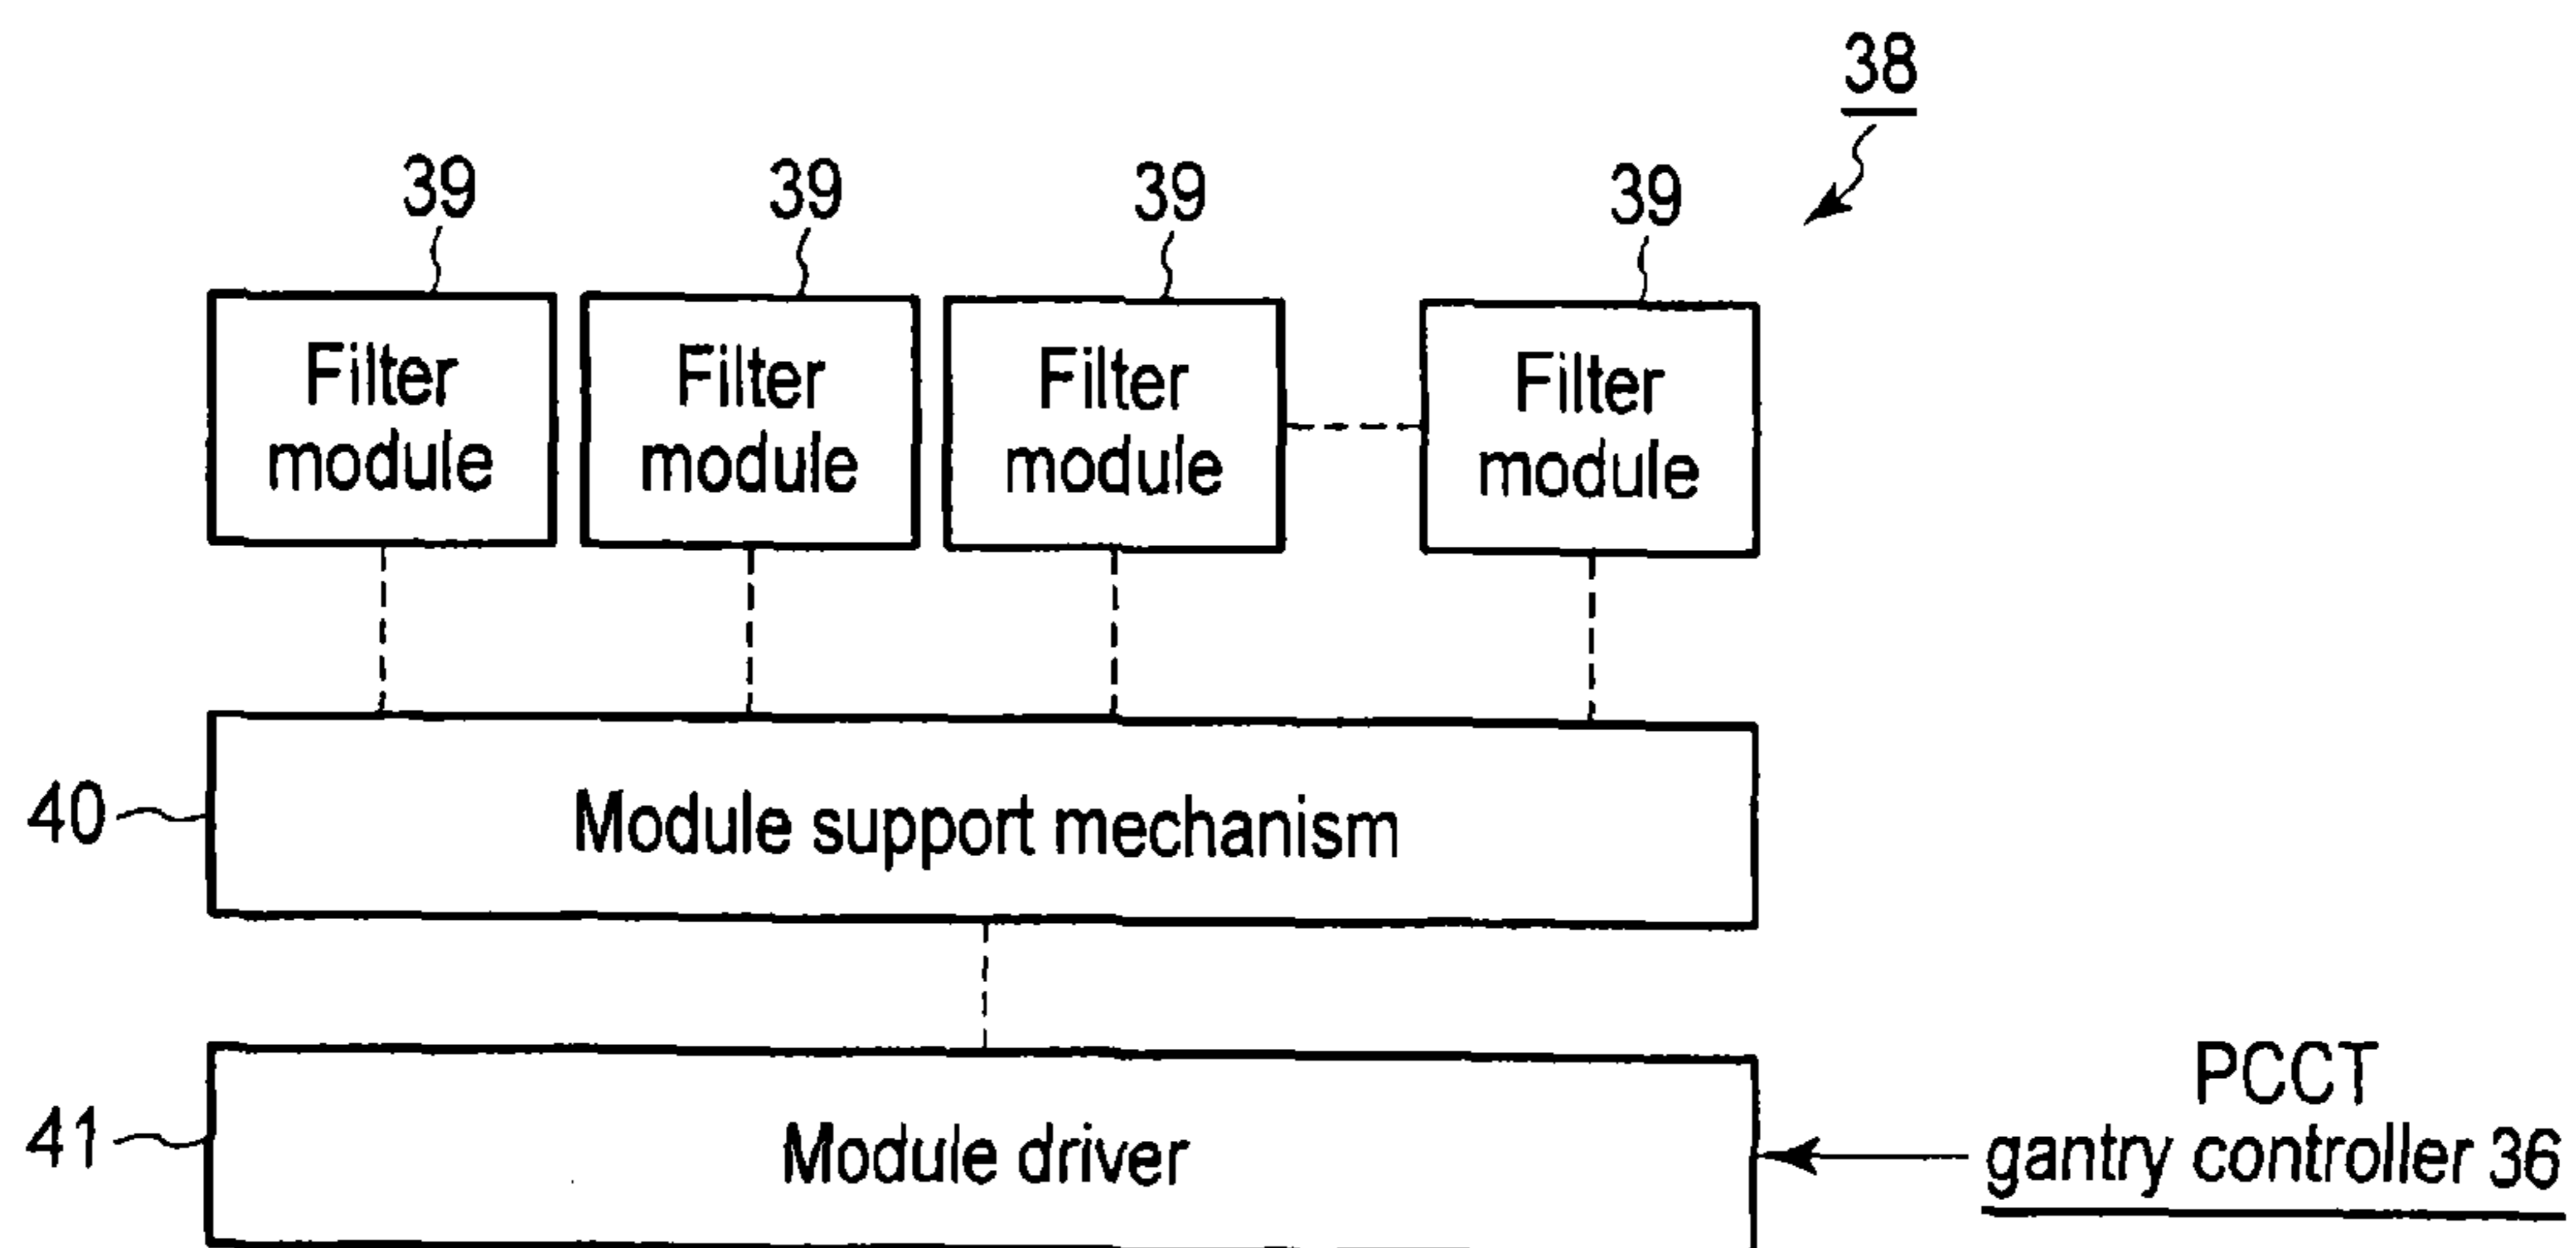 38
39
39
39
39
Filter
module
Filter
module
Filter
module
Filter
module
40
Module support mechanism
41
Module driver
PCCT
gantry controller 36